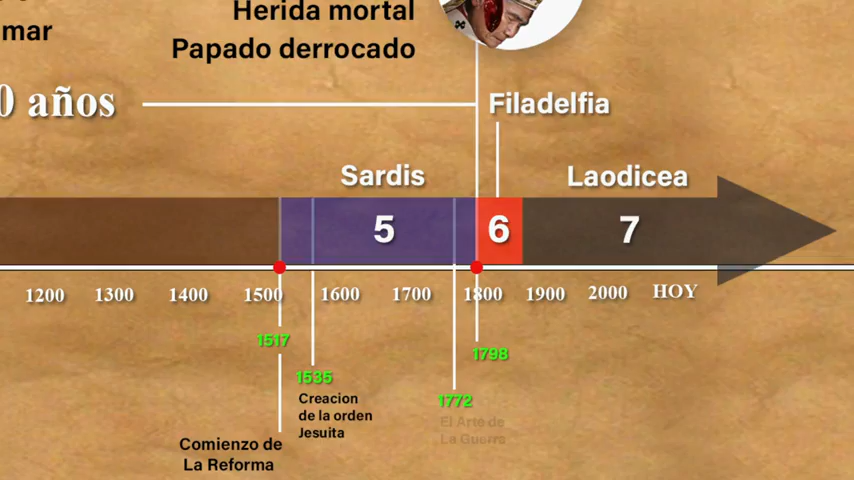 Herida mortal
mar
Papado derrocado
0 años
Filadelfia
Sardis
Laodicea
5
6
7
1200 1300 1400 1500 1600 1700 1800 1900 2000 HOY
1517
1798
1535
Creacion
de la orden
Jesuita
1772
El Arte de
La Guerra
Comienzo de
La Reforma